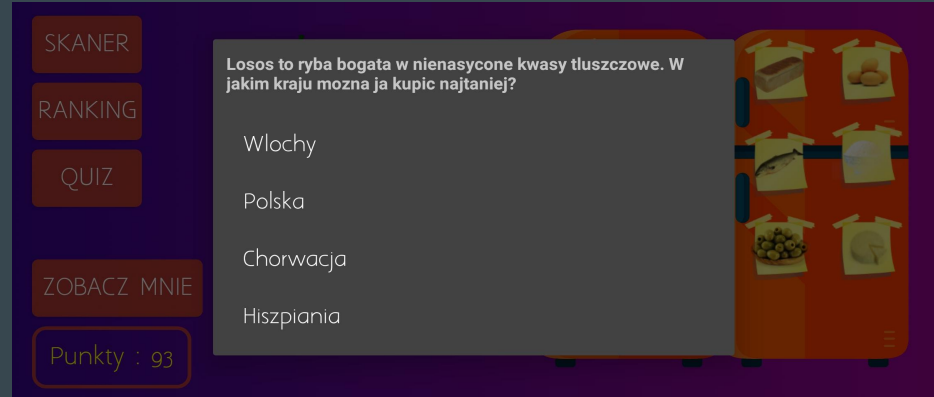 SKANER
RANKING
QUIZ
ZOBACZ MNIE
Punkty : 93
Losos to ryba bogata w nienasycone kwasy tluszczowe. W
jakim kraju mozna ja kupic najtaniej?
Wlochy
Polska
Chorwacja
Hiszpiania